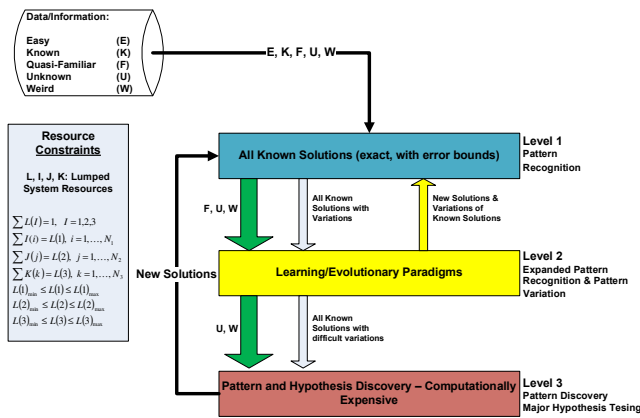 Data/Information:
Easy (E)
Known (K)
Quasi-Familiar (F)
Unknown (U)
Weird (W)
E, K, F, U, W
Resource
Constraints
L, I, J, K: Lumped
System Resources
∑ L(I) = 1, I = 1,2,3
∑ I(i) = L(1), i = 1,…, N₁
∑ J(j) = L(2), j = 1,…, N₂
∑ K(k) = L(3), k = 1,…, N₃
L(1)min ≤ L(1) ≤ L(1)max
L(2)min ≤ L(2) ≤ L(2)max
L(3)min ≤ L(3) ≤ L(3)max
All Known Solutions (exact, with error bounds)
Level 1
Pattern
Recognition
F, U, W
All Known
Solutions with
Variations
New Solutions &
Variations of
Known Solutions
New Solutions
Learning/Evolutionary Paradigms
Level 2
Expanded Pattern
Recognition & Pattern
Variation
U, W
All Known
Solutions with
difficult variations
Pattern and Hypothesis Discovery – Computationally
Expensive
Level 3
Pattern Discovery
Major Hypothesis Tesing